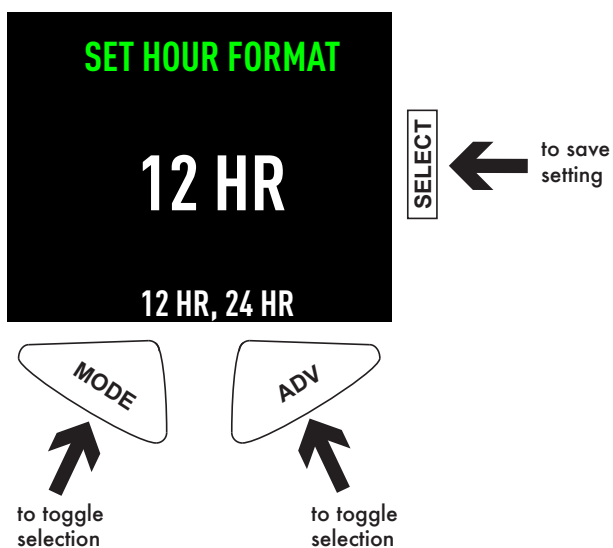 SET HOUR FORMAT
12 HR
12 HR, 24 HR
SELECT
to save
setting
MODE
ADV
to toggle
selection
to toggle
selection